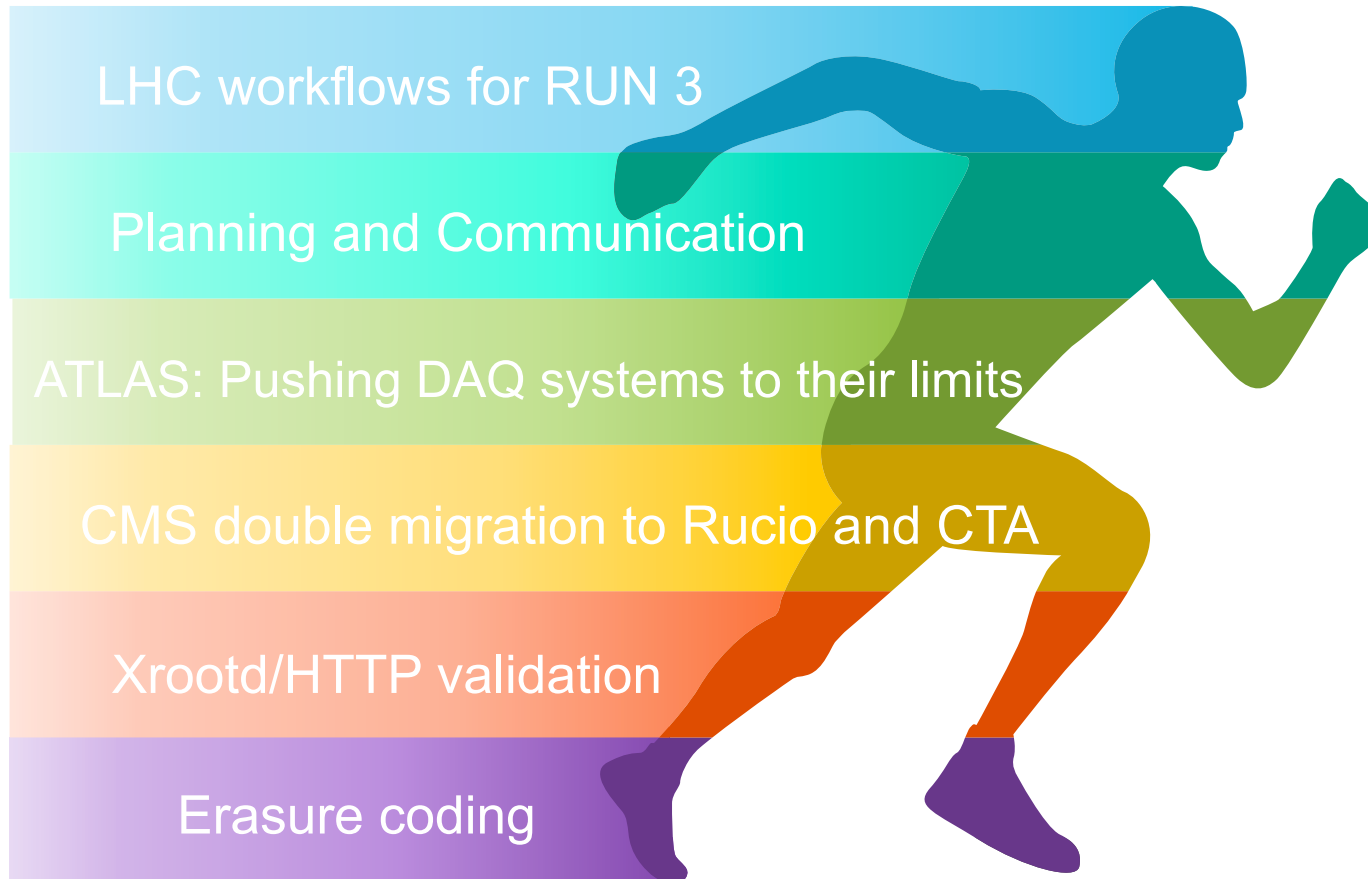 LHC workflows for RUN 3
Planning and Communication
ATLAS: Pushing DAQ systems to their limits
CMS double migration to Rucio and CTA
Xrootd/HTTP validation
Erasure coding